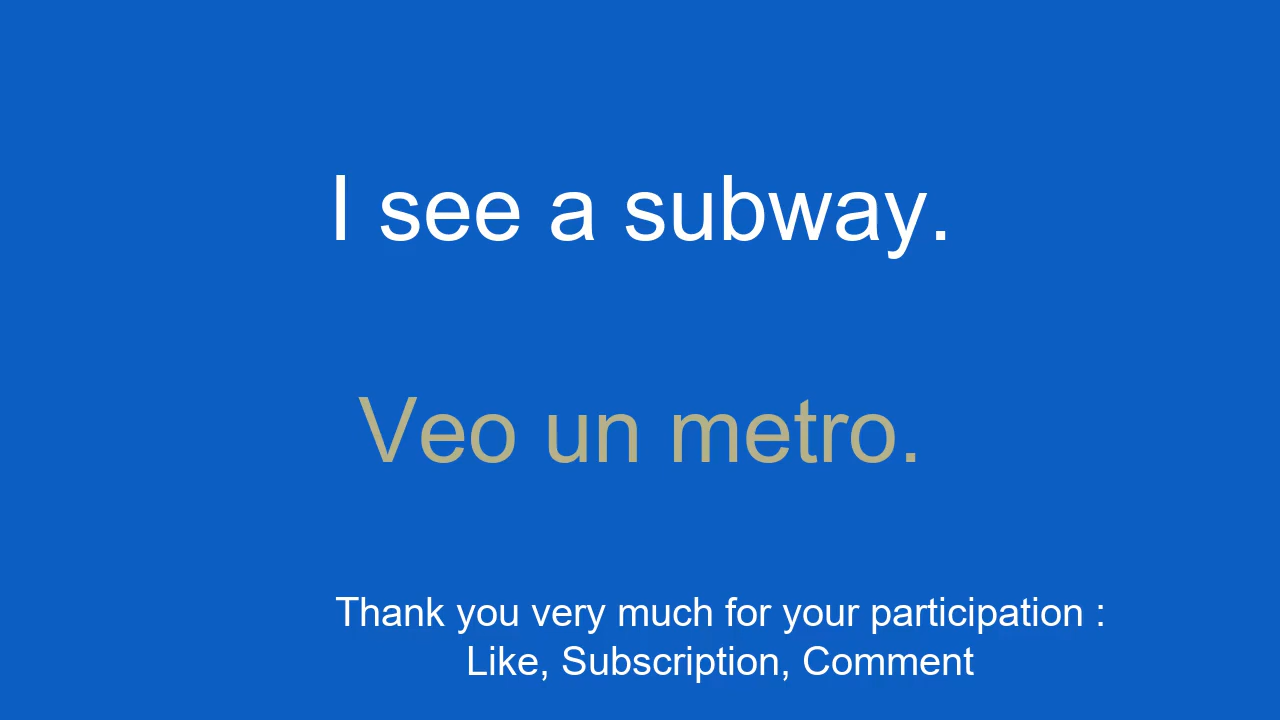 I see a subway.
Veo un metro.
Thank you very much for your participation :
Like, Subscription, Comment